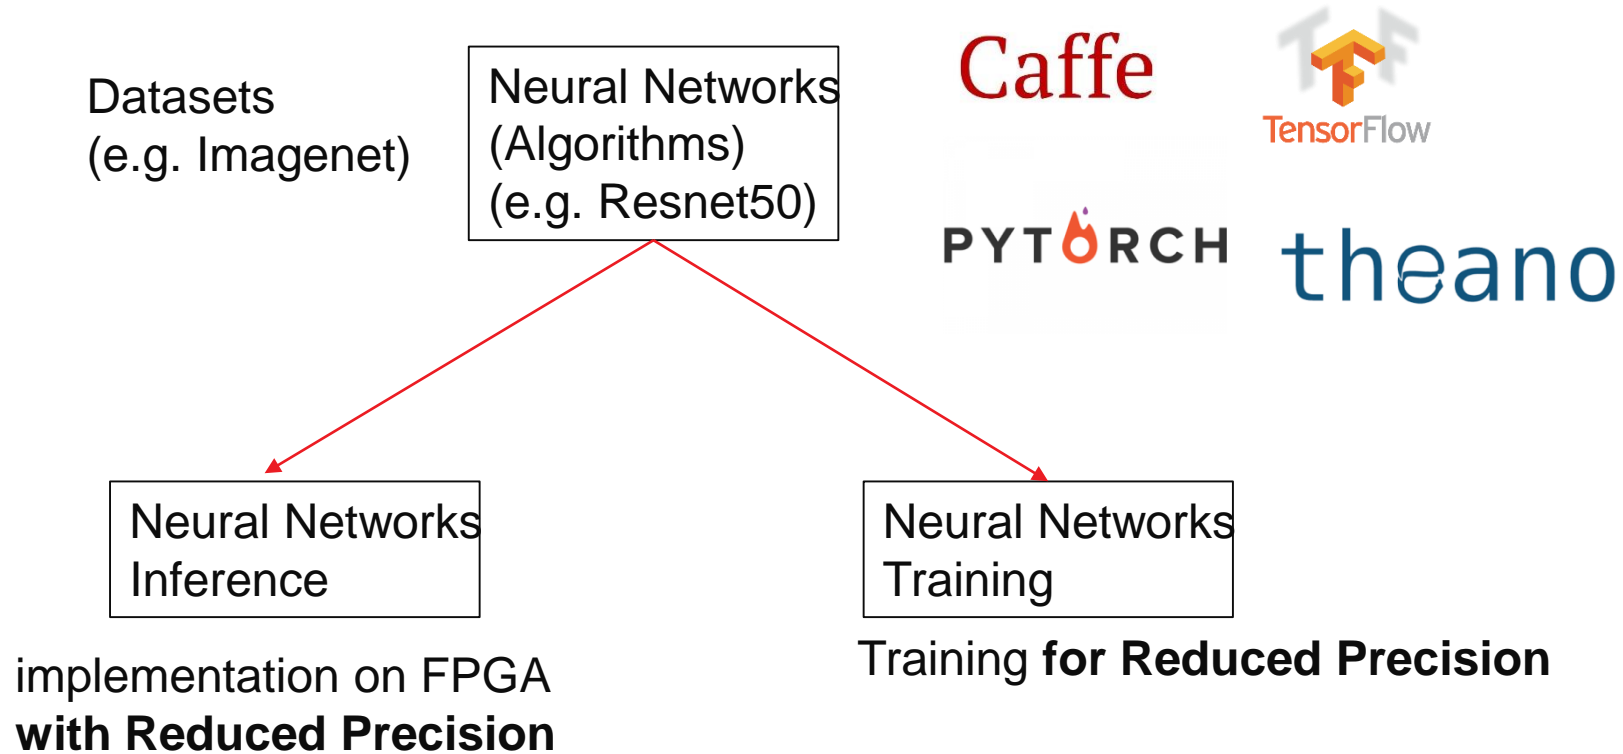 Datasets
(e.g. Imagenet)
Neural Networks
(Algorithms)
(e.g. Resnet50)
Caffe
TensorFlow
PYTORCH
theano
Neural Networks
Inference
Neural Networks
Training
implementation on FPGA
with Reduced Precision
Training for Reduced Precision